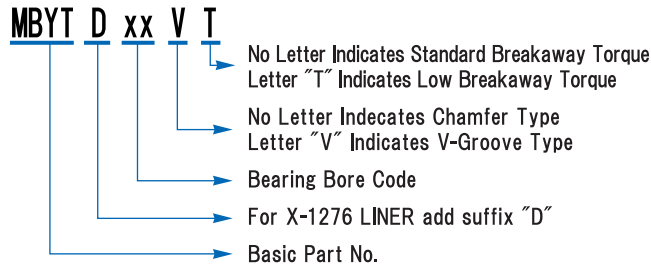 MBYT D xx V T
No Letter Indicates Standard Breakaway Torque
Letter "T" Indicates Low Breakaway Torque
No Letter Indecates Chamfer Type
Letter "V" Indicates V-Groove Type
Bearing Bore Code
For X-1276 LINER add suffix "D"
Basic Part No.